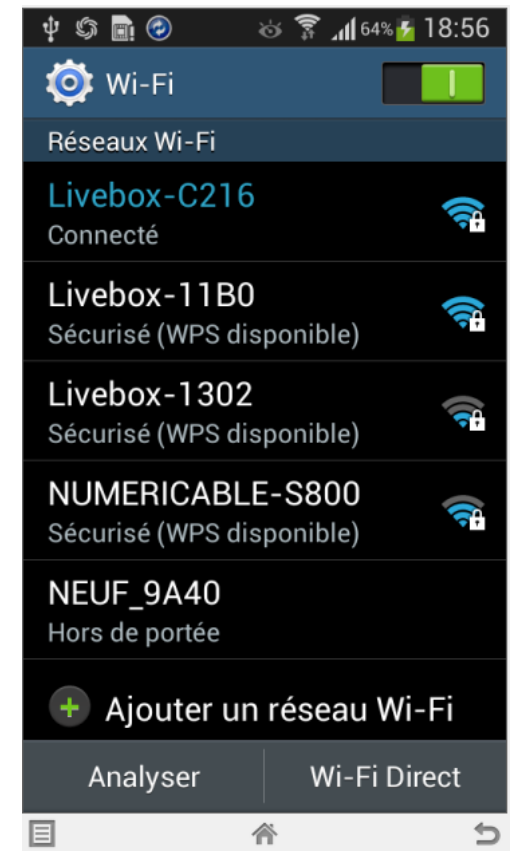 64% 18:56
Wi-Fi
Réseaux Wi-Fi
Livebox-C216
Connecté
Livebox-11B0
Sécurisé (WPS disponible)
Livebox-1302
Sécurisé (WPS disponible)
NUMERICABLE-S800
Sécurisé (WPS disponible)
NEUF_9A40
Hors de portée
Ajouter un réseau Wi-Fi
Analyser Wi-Fi Direct